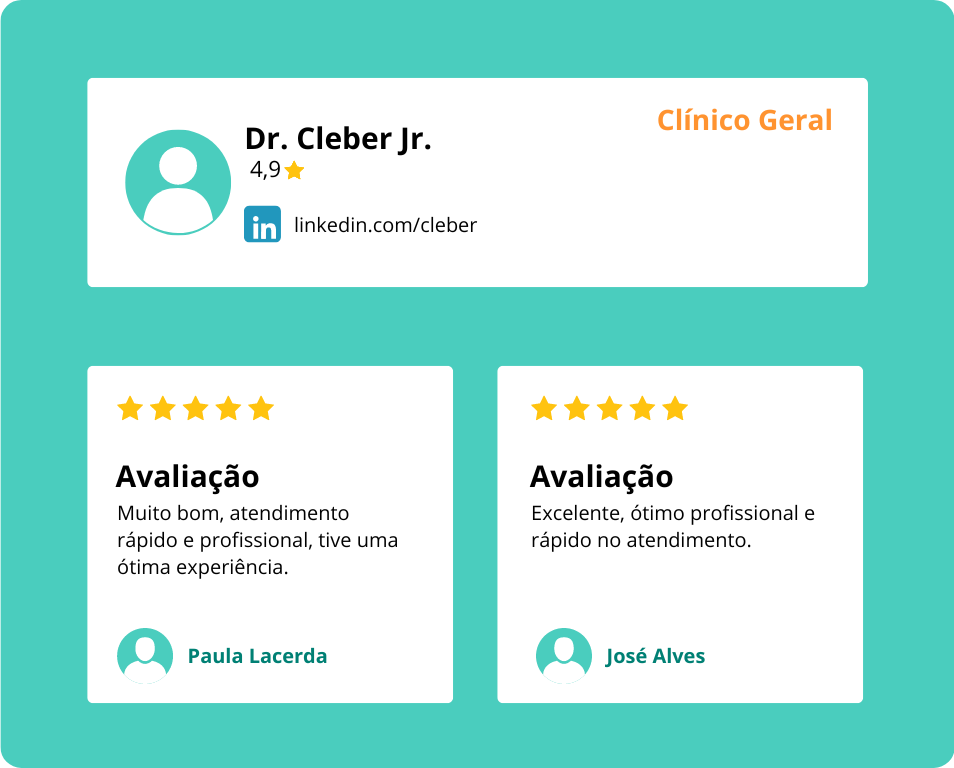 Dr. Cleber Jr.
Clínico Geral
4,9
in linkedin.com/cleber
Avaliação
Muito bom, atendimento
rápido e profissional, tive uma
ótima experiência.
Paula Lacerda
Avaliação
Excelente, ótimo profissional e
rápido no atendimento.
José Alves